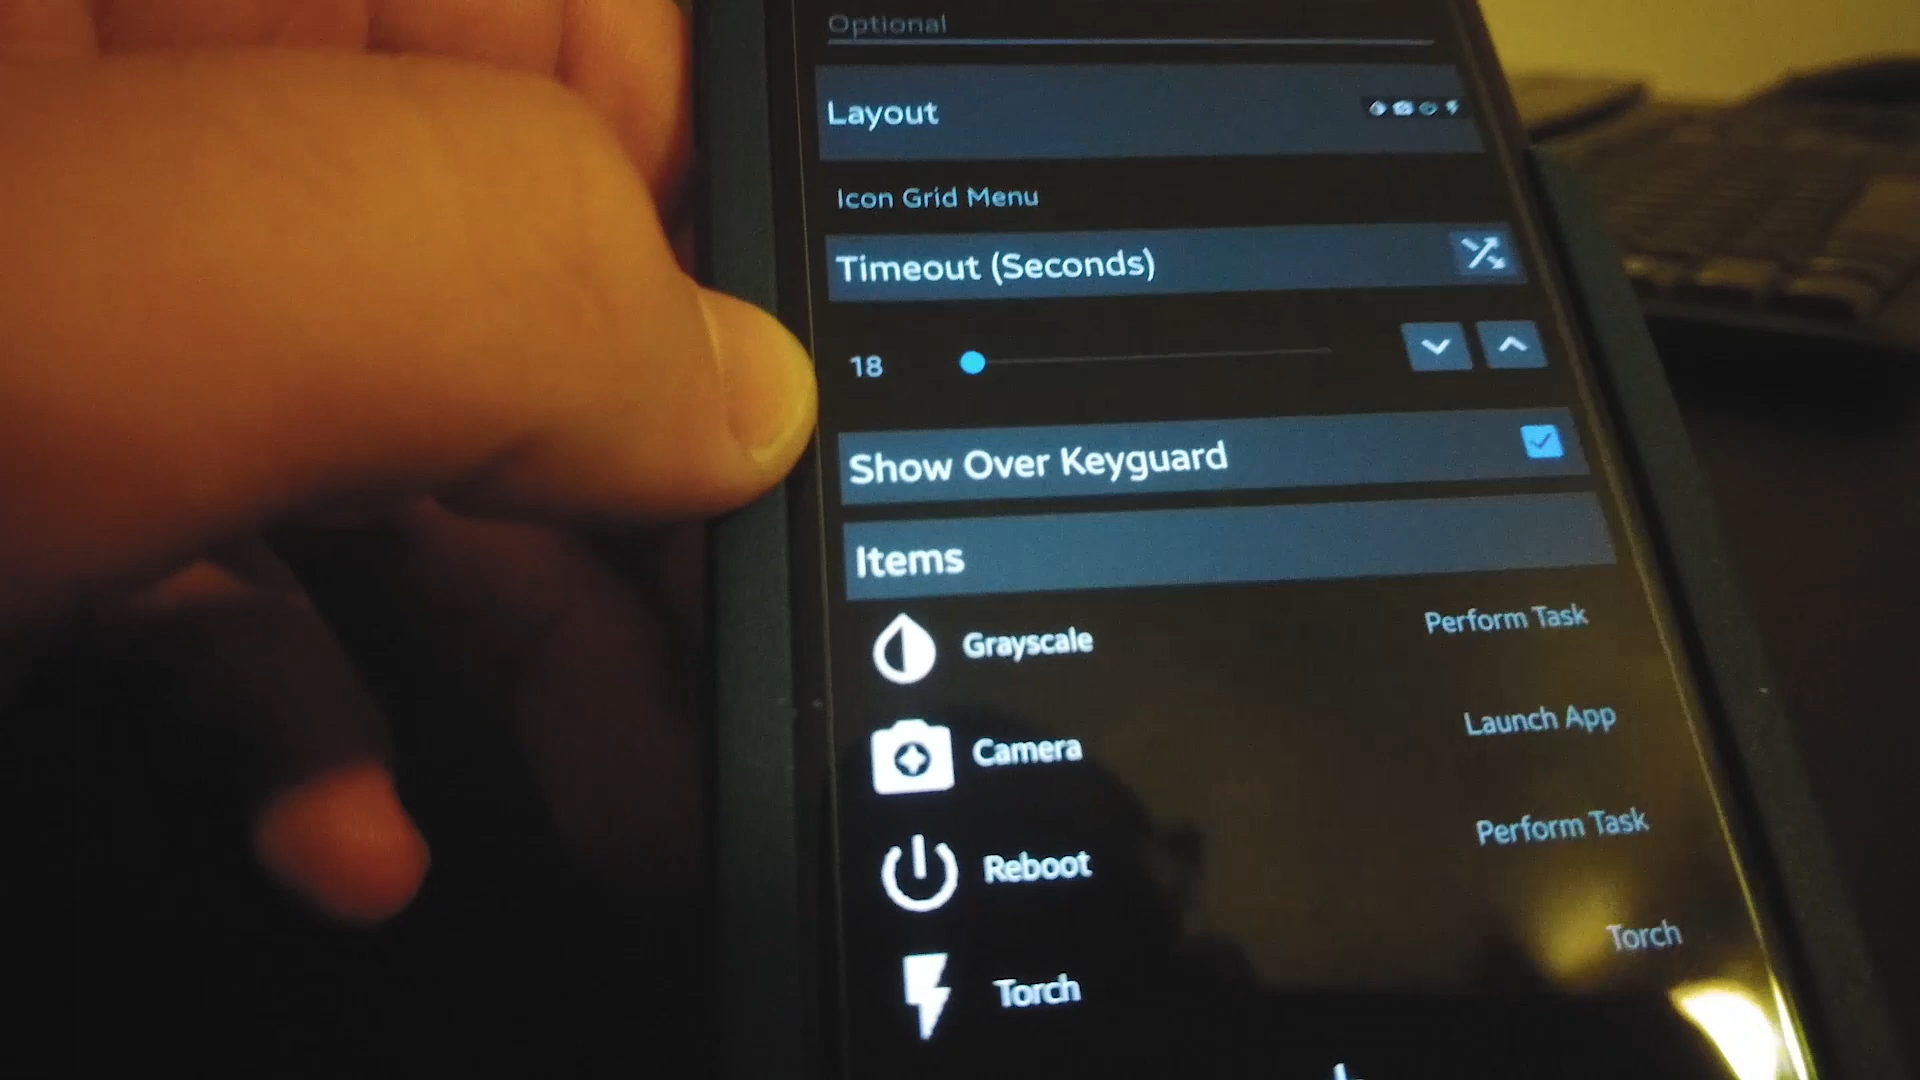 Optional
Layout
Icon Grid Menu
Timeout (Seconds)
18
Show Over Keyguard
Items
Grayscale
Perform Task
Camera
Launch App
Reboot
Perform Task
Torch
Torch